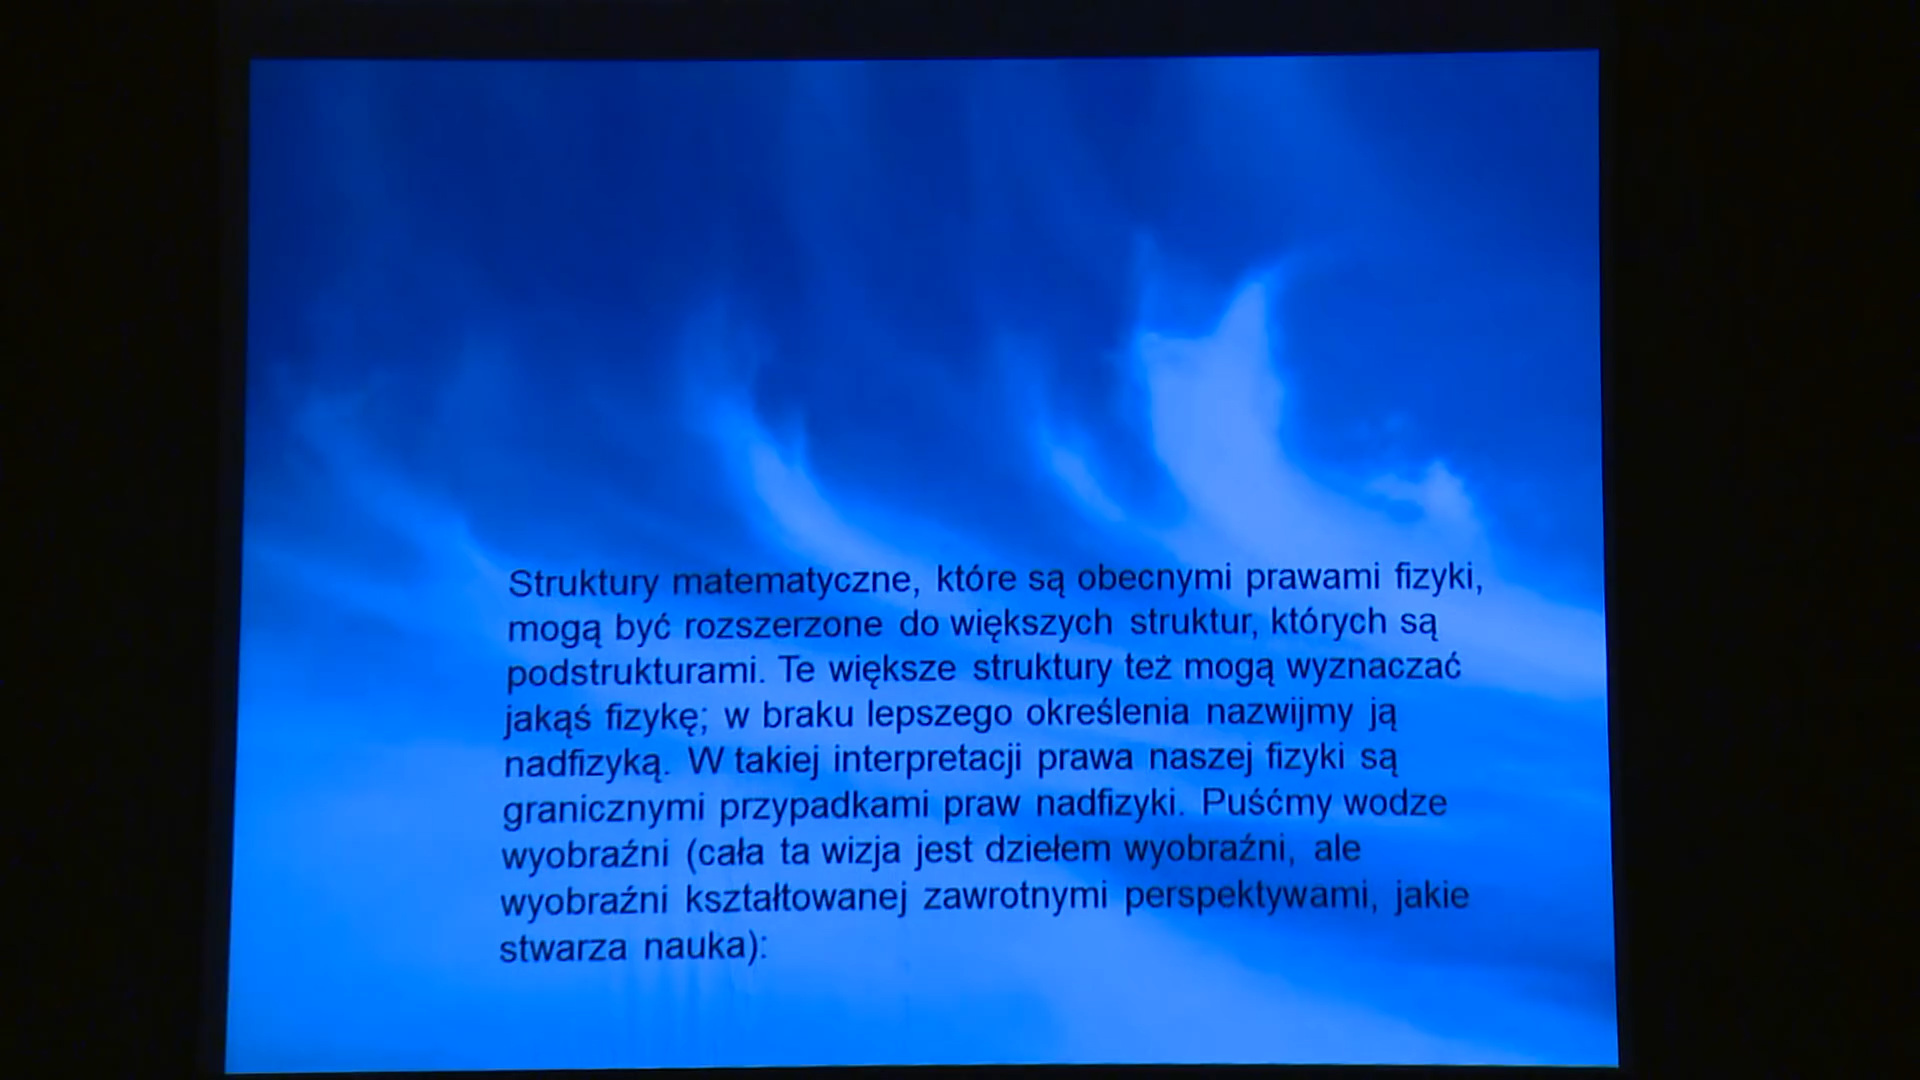 Struktury matematyczne, które są obecnymi prawami fizyki,
mogą być rozszerzone do większych struktur, których są
podstrukturami. Te większe struktury też mogą wyznaczać
jakąś fizykę; w braku lepszego określenia nazwijmy ją
nadfizyką. W takiej interpretacji prawa naszej fizyki są
granicznymi przypadkami praw nadfizyki. Puśćmy wodze
wyobraźni (cała ta wizja jest dziełem wyobraźni, ale
wyobraźni kształtowanej zawrotnymi perspektywami, jakie
stwarza nauka):